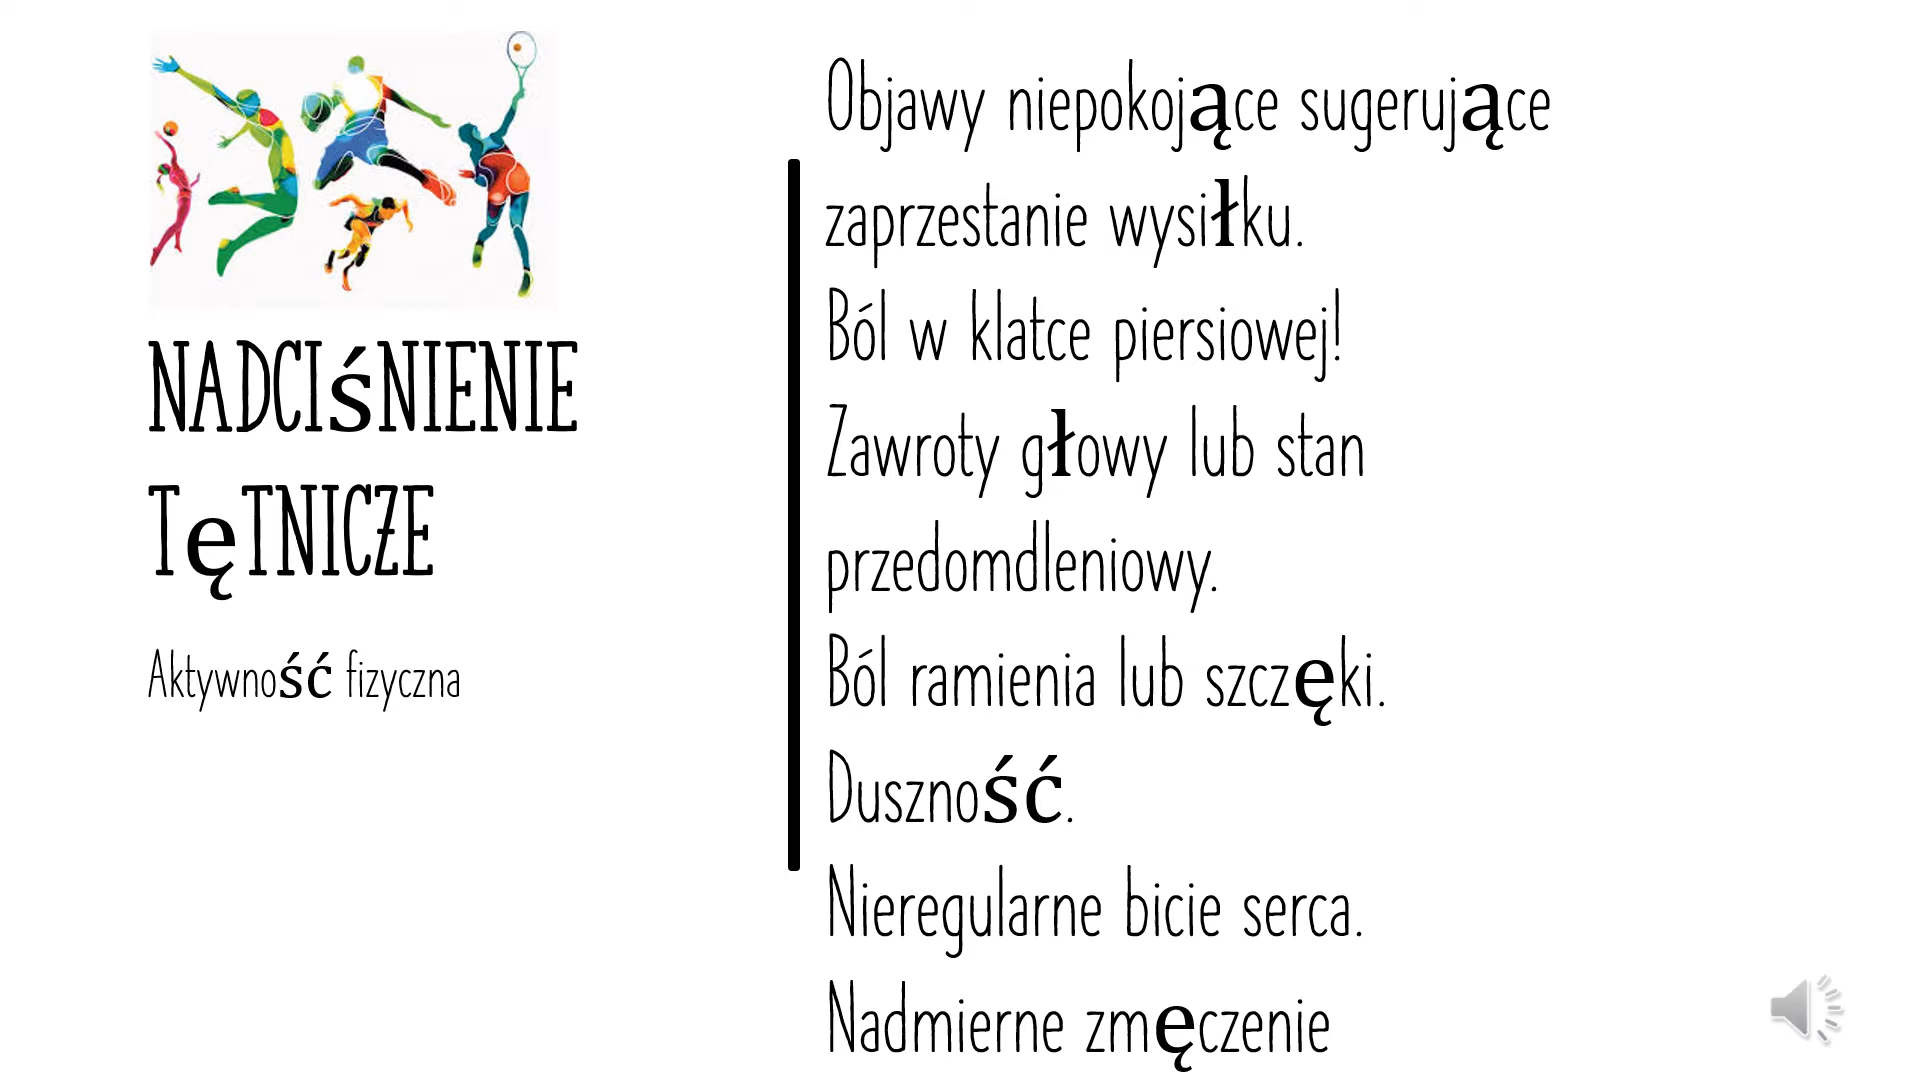 NADCIśNIENIE
TęTNICZE
Aktywność fizyczna
Objawy niepokojące sugerujące
zaprzestanie wysiłku.
Ból w klatce piersiowej!
Zawroty głowy lub stan
przedomdleniowy.
Ból ramienia lub szczęki.
Duszność.
Nieregularne bicie serca.
Nadmierne zmęczenie